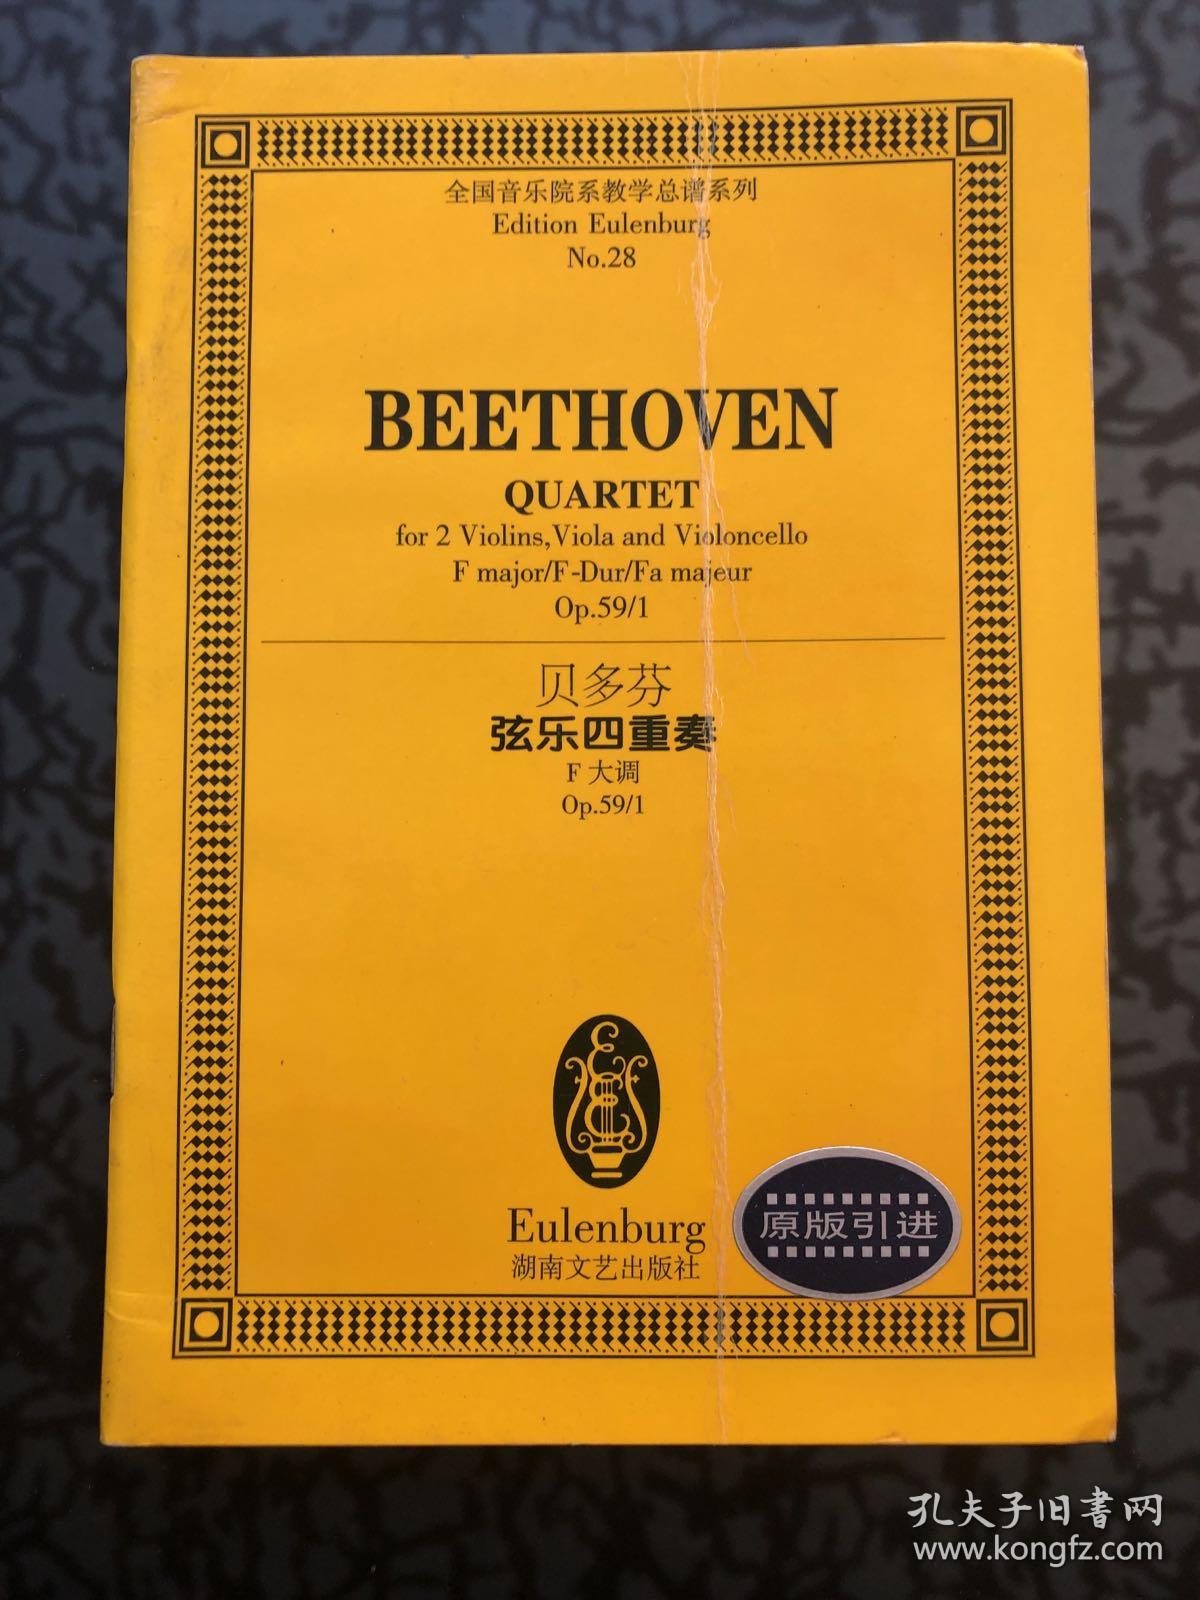 全国音乐院系教学总谱系列
Edition Eulenburg
No.28
BEETHOVEN
QUARTET
for 2 Violins,Viola and Violoncello
F major/F-Dur/Fa majeur
Op.59/1
贝多芬
弦乐四重奏
F 大调
Op.59/1
Eulenburg
湖南文艺出版社
原版引进
孔夫子旧书网
www.kongfz.com